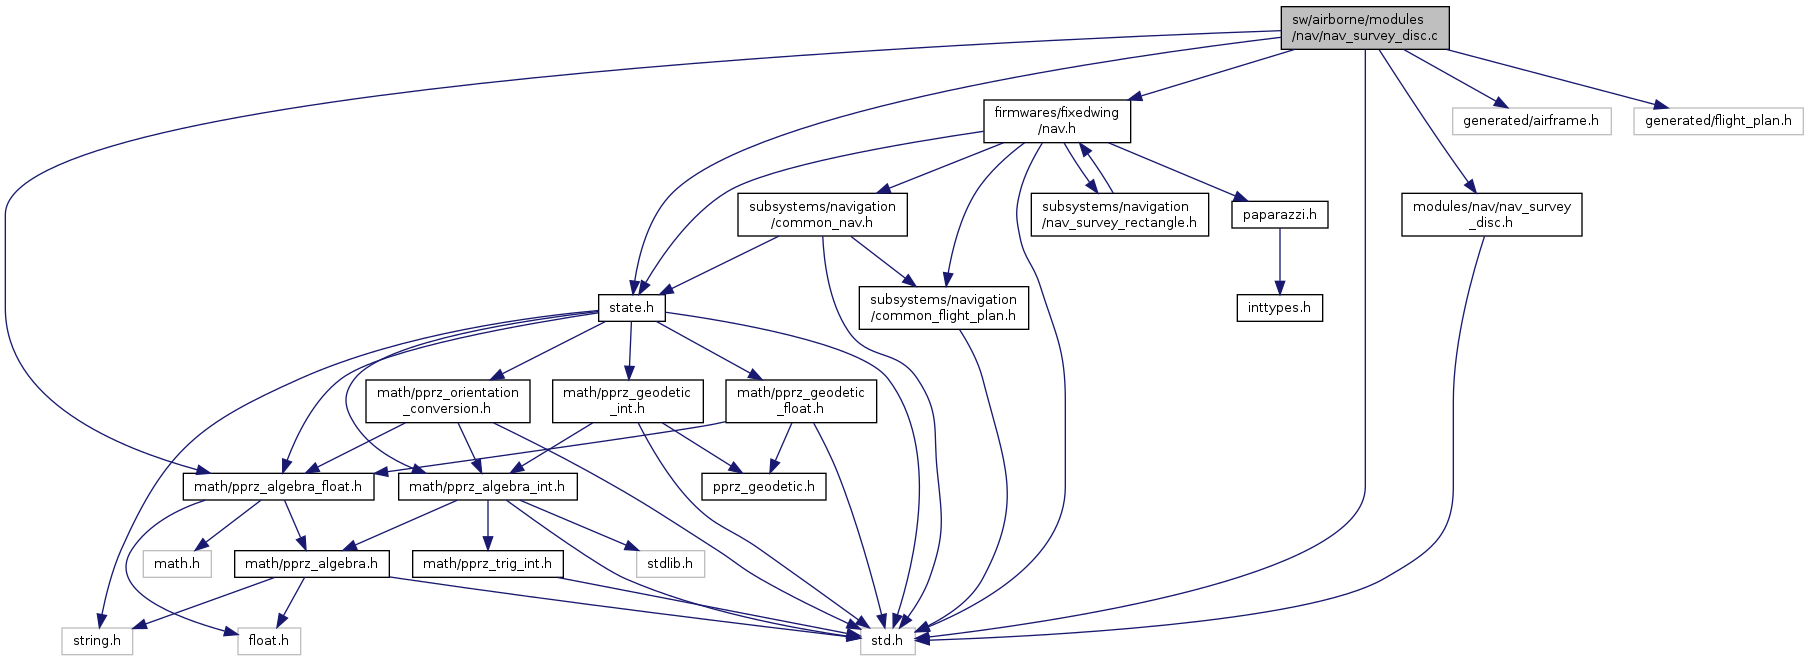 sw/airborne/modules
/nav/nav_survey_disc.c
firmwares/fixedwing
/nav.h
generated/airframe.h
generated/flight_plan.h
subsystems/navigation
/common_nav.h
subsystems/navigation
/nav_survey_rectangle.h
paparazzi.h
modules/nav/nav_survey
_disc.h
state.h
subsystems/navigation
/common_flight_plan.h
inttypes.h
math/pprz_orientation
_conversion.h
math/pprz_geodetic
_int.h
math/pprz_geodetic
_float.h
math/pprz_algebra_float.h
math/pprz_algebra_int.h
pprz_geodetic.h
math.h
math/pprz_algebra.h
math/pprz_trig_int.h
stdlib.h
string.h
float.h
std.h